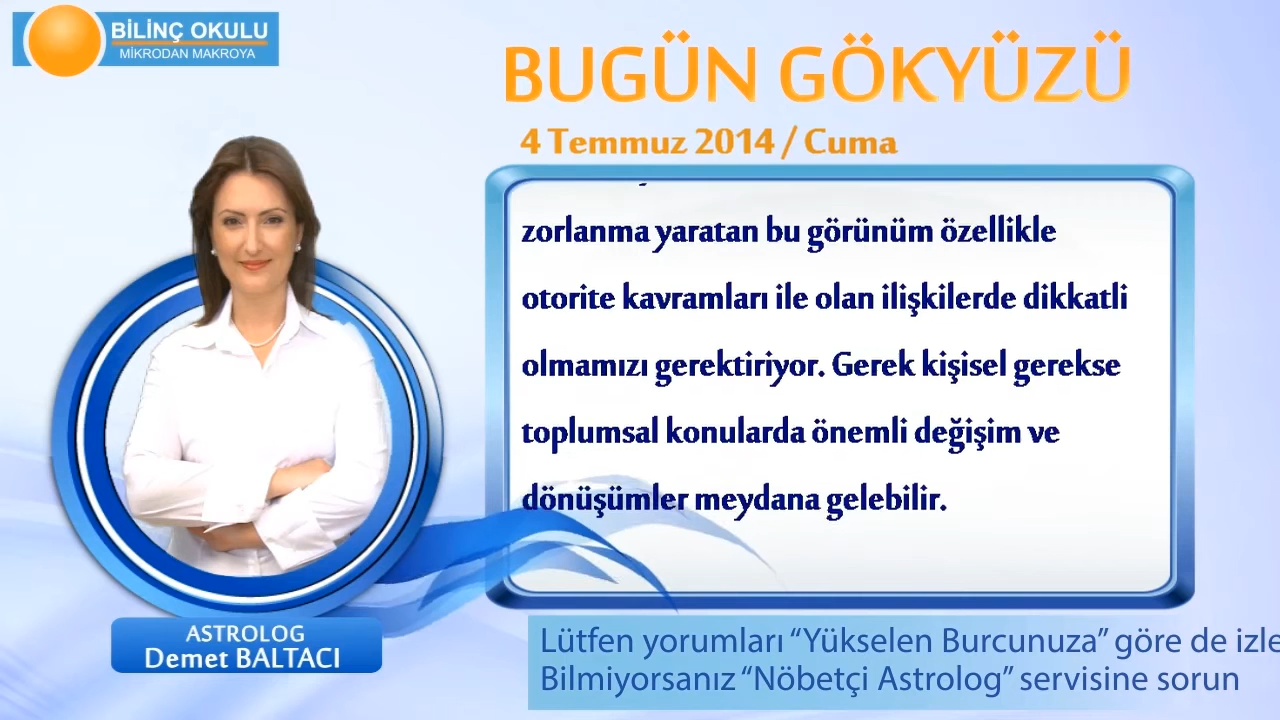 BİLİNÇ OKULU
MİKRODAN MAKROYA
BUGÜN GÖKYÜZÜ
4 Temmuz 2014 / Cuma
zorlanma yaratan bu görünüm özellikle
otorite kavramları ile olan ilişkilerde dikkatli
olmamızı gerektiriyor. Gerek kişisel gerekse
toplumsal konularda önemli değişim ve
dönüşümler meydana gelebilir.
ASTROLOG
Demet BALTACI
Lütfen yorumları “Yükselen Burcunuza” göre de izle
Bilmiyorsanız “Nöbetçi Astrolog” servisine sorun